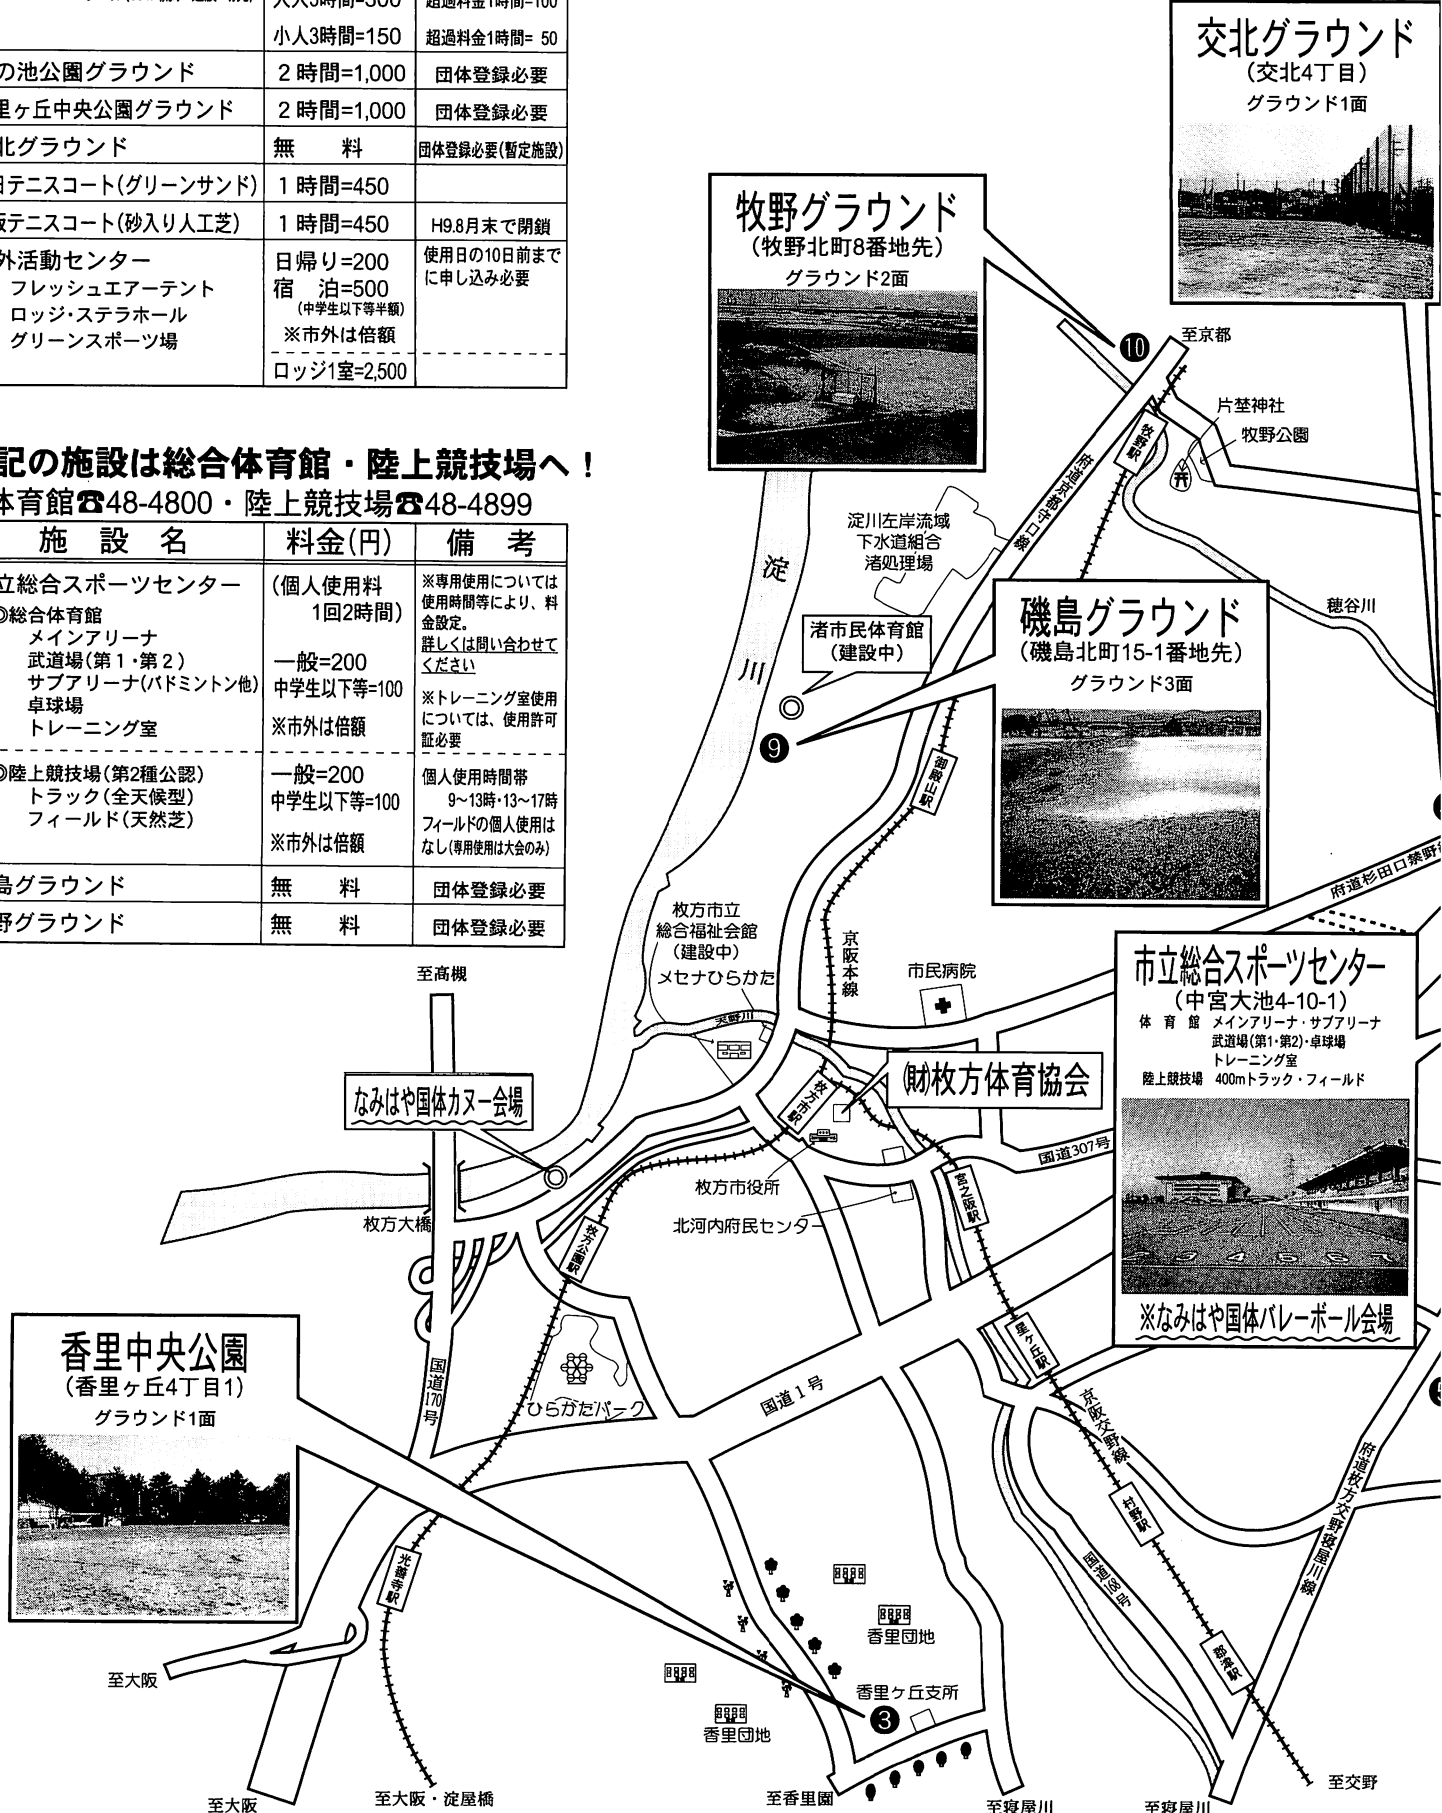 大人3時間=300 超過料金1時間=100
小人3時間=150 超過料金1時間= 50
の池公園グラウンド 2時間=1,000 団体登録必要
里ヶ丘中央公園グラウンド 2時間=1,000 団体登録必要
北グラウンド 無 料 団体登録必要(暫定施設)
テニスコート(グリーンサンド) 1時間=450
テニスコート(砂入り人工芝) 1時間=450 H9.8月末で閉鎖
外活動センター 日帰り=200 使用日の10日前まで
フレッシュエアーテント 宿 泊=500 に申し込み必要
ロッジ・ステラホール (中学生以下等半額)
グリーンスポーツ場 ※市外は倍額
ロッジ1室=2,500
記の施設は総合体育館・陸上競技場へ!
体育館☎48-4800・陸上競技場☎48-4899
施 設 名 料金(円) 備 考
立総合スポーツセンター (個人使用料
1回2時間)
◎総合体育館
メインアリーナ
武道場(第1・第2)
サブアリーナ(バドミントン他)
卓球場
トレーニング室
一般=200
中学生以下等=100
※市外は倍額
※専用使用については
使用時間等により、料
金設定。
詳しくは問い合わせて
ください
※トレーニング室使用
については、使用許可
証必要
◎陸上競技場(第2種公認)
トラック(全天候型)
フィールド(天然芝)
一般=200
中学生以下等=100
※市外は倍額
個人使用時間帯
9〜13時・13〜17時
フィールドの個人使用は
なし(専用使用は大会のみ)
島グラウンド 無 料 団体登録必要
野グラウンド 無 料 団体登録必要
交北グラウンド
(交北4丁目)
グラウンド1面
牧野グラウンド
(牧野北町8番地先)
グラウンド2面
10
至京都
片埜神社
牧野公園
牧野駅
府道京都守口線
淀川左岸流域
下水道組合
渚処理場
淀川
渚市民体育館
(建設中)
9
磯島グラウンド
(磯島北町15-1番地先)
グラウンド3面
穂谷川
御殿山駅
府道杉田口禁野
枚方市立
総合福祉会館
(建設中)
メセナひらかた
天野川
京阪本線
市民病院
市立総合スポーツセンター
(中宮大池4-10-1)
体 育 館 メインアリーナ・サブアリーナ
武道場(第1・第2)・卓球場
トレーニング室
陸上競技場 400mトラック・フィールド
※なみはや国体バレーボール会場
至高槻
なみはや国体カヌー会場
(財)枚方体育協会
枚方市駅
国道307号
枚方市役所
宮之阪駅
北河内府民センター
枚方大橋
枚方公園駅
香里中央公園
(香里ヶ丘4丁目1)
グラウンド1面
国道170号
ひらかたパーク
国道1号
星ヶ丘駅
京阪交野線
村野駅
府道枚方交野寝屋川線
国道168号
光善寺駅
郡津駅
香里団地
香里ヶ丘支所
3
香里団地
至大阪
至大阪
至大阪・淀屋橋
至香里園
至寝屋川
至寝屋川
至交野